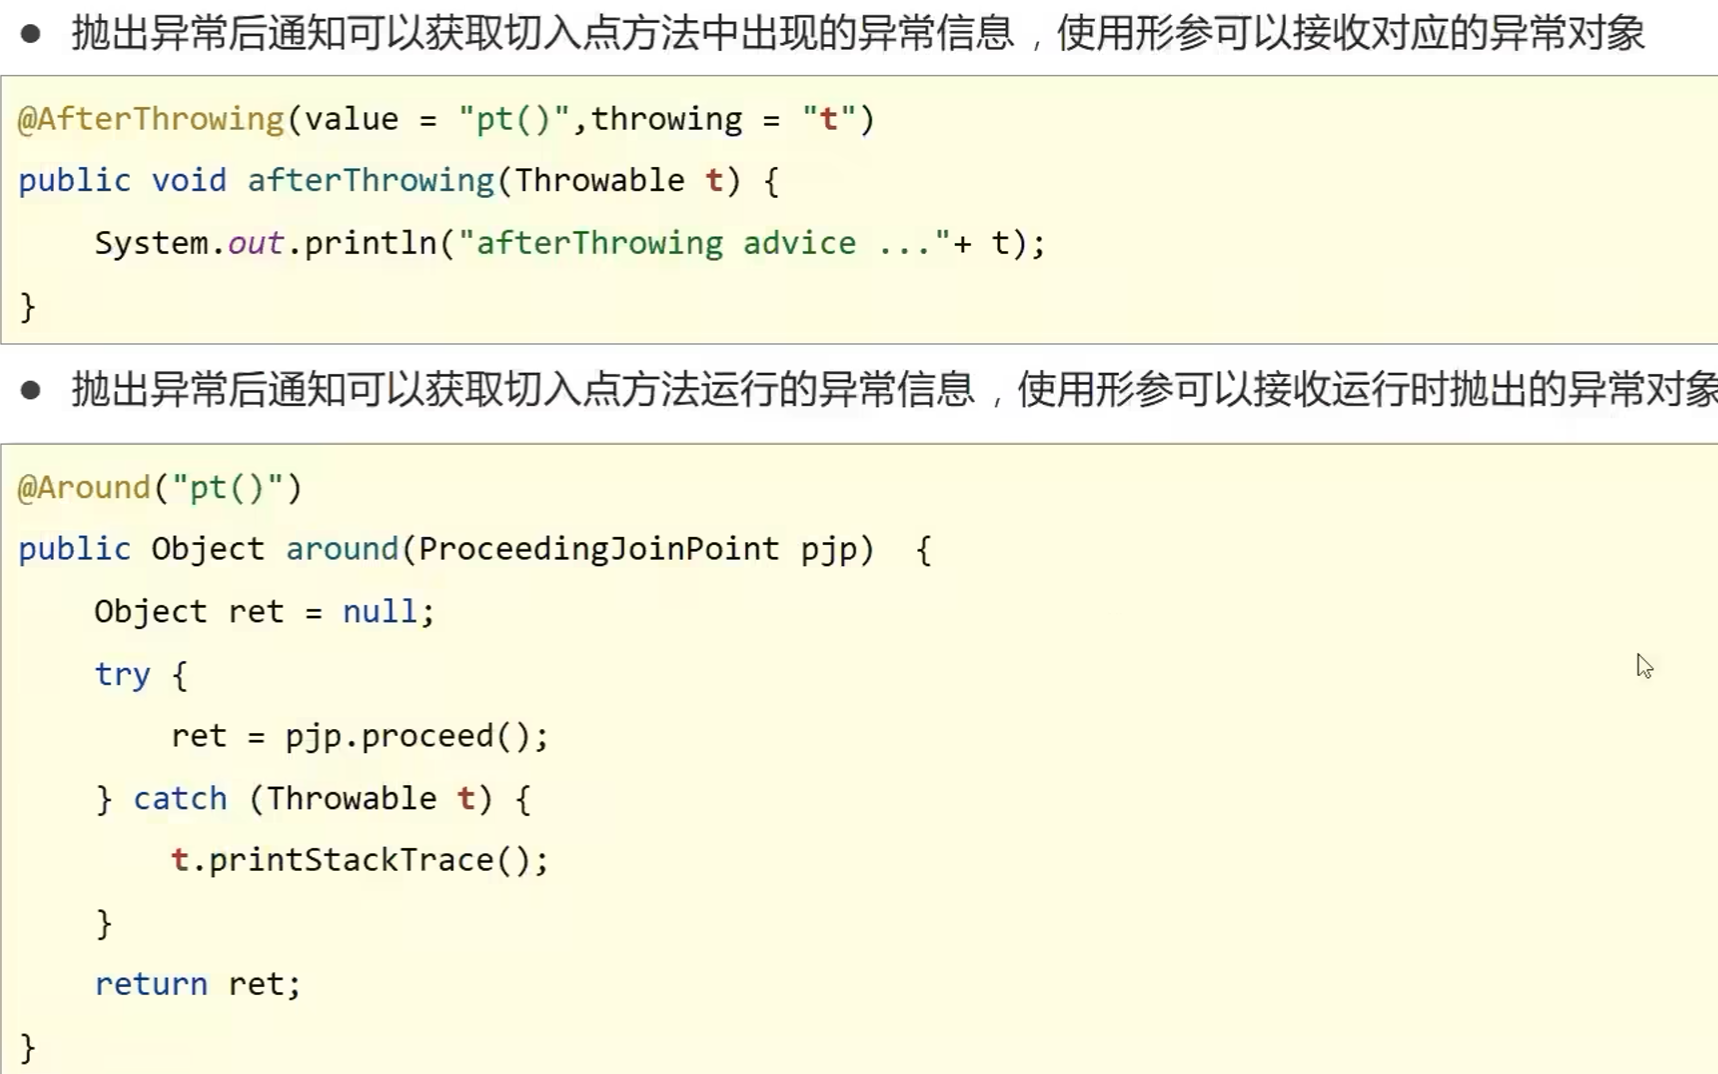 ● 抛出异常后通知可以获取切入点方法中出现的异常信息，使用形参可以接收对应的异常对象
@AfterThrowing(value = "pt()",throwing = "t")
public void afterThrowing(Throwable t) {
    System.out.println("afterThrowing advice ..."+ t);
}
● 抛出异常后通知可以获取切入点方法运行的异常信息，使用形参可以接收运行时抛出的异常对象
@Around("pt()")
public Object around(ProceedingJoinPoint pjp)  {
    Object ret = null;
    try {
        ret = pjp.proceed();
    } catch (Throwable t) {
        t.printStackTrace();
    }
    return ret;
}